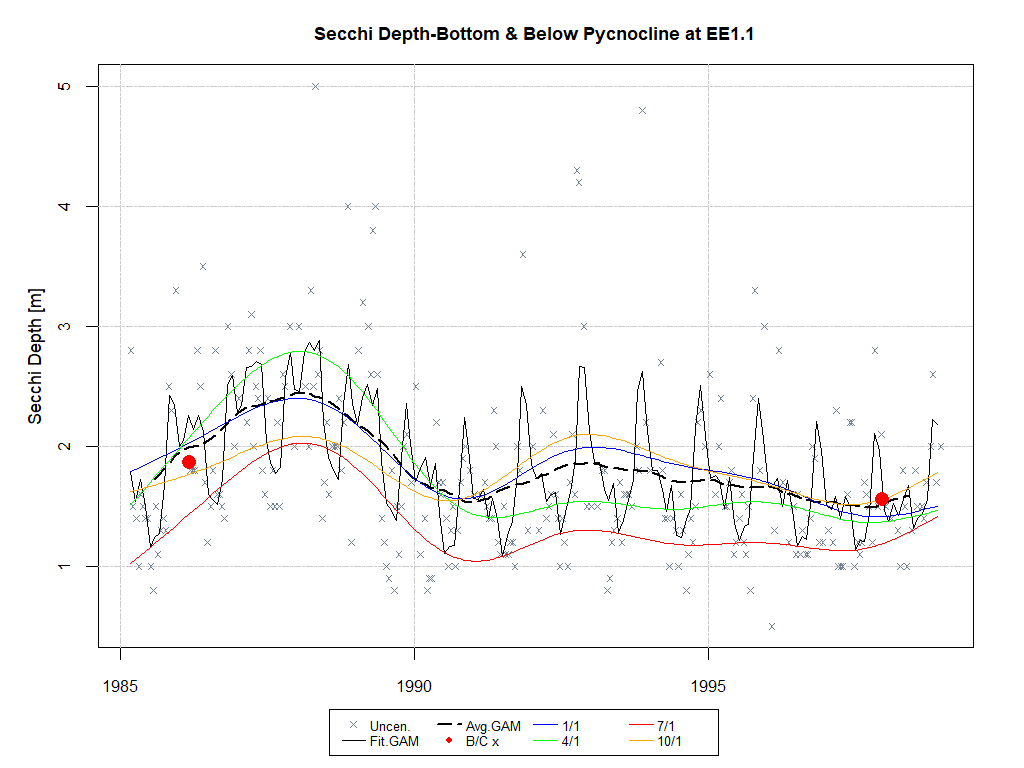 Secchi Depth-Bottom & Below Pycnocline at EE1.1
Secchi Depth [m]
5
4
3
2
1
1985 1990 1995
Uncen. Avg.GAM 1/1 7/1
Fit.GAM B/C x 4/1 10/1